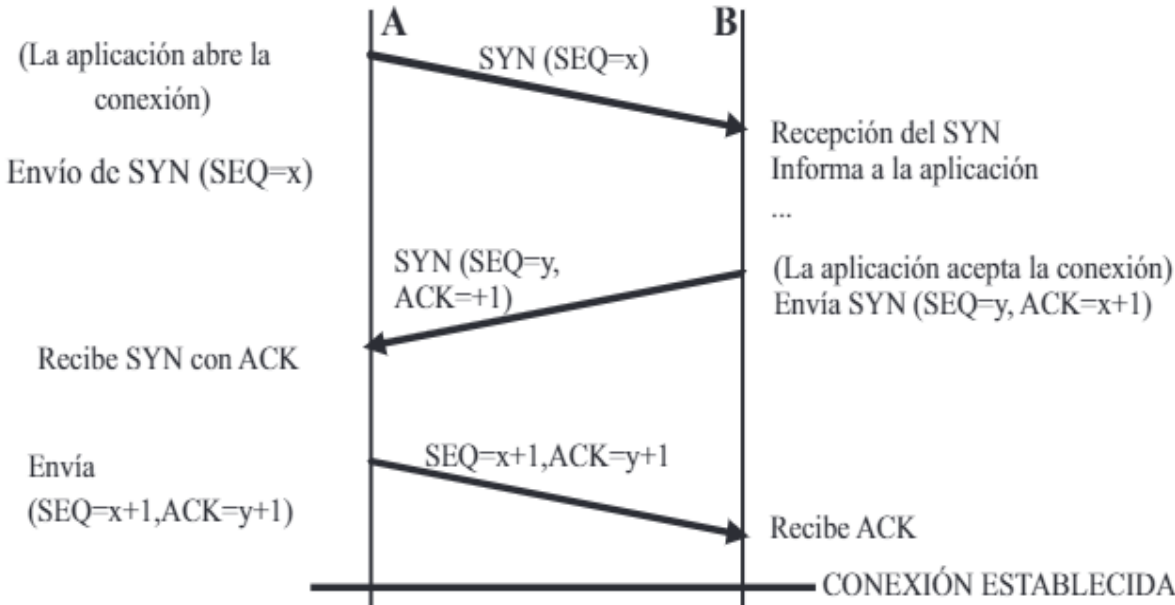 A
B
(La aplicación abre la
conexión)
SYN (SEQ=x)
Recepción del SYN
Informa a la aplicación
...
Envío de SYN (SEQ=x)
SYN (SEQ=y,
ACK=+1)
(La aplicación acepta la conexión)
Envía SYN (SEQ=y, ACK=x+1)
Recibe SYN con ACK
SEQ=x+1,ACK=y+1
Envía
(SEQ=x+1,ACK=y+1)
Recibe ACK
CONEXIÓN ESTABLECIDA